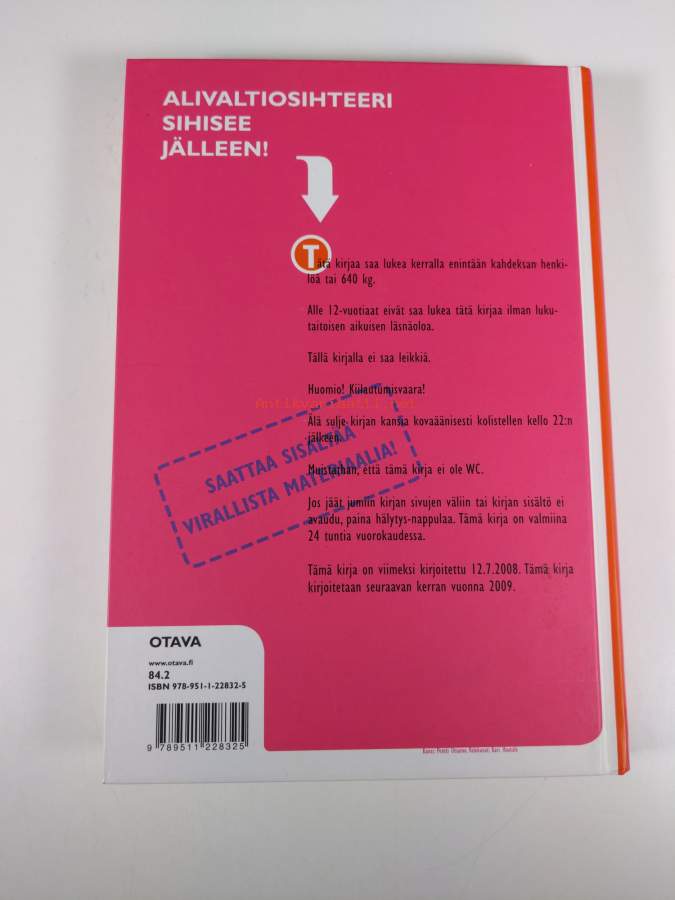 ALIVALTIOSIHTEERI
SIHISEE
JÄLLEEN!
Tätä kirjaa saa lukea kerralla enintään kahdeksan henki-
löä tai 640 kg.
Alle 12-vuotiaat eivät saa lukea tätä kirjaa ilman luku-
taitoisen aikuisen läsnäoloa.
Tällä kirjalla ei saa leikkiä.
Huomio! Kiilautumisvaara!
Antikvariaatti.net
Älä sulje kirjan kansia kovaäänisesti kolistellen kello 22:n
jälkeen.
SAATTAA SISÄLTÄÄ
VIRALLISTA MATERIAALIA!
Muistathan, että tämä kirja ei ole WC.
Jos jäät jumiin kirjan sivujen väliin tai kirjan sisältö ei
avaudu, paina hälytys-nappulaa. Tämä kirja on valmiina
24 tuntia vuorokaudessa.
Tämä kirja on viimeksi kirjoitettu 12.7.2008. Tämä kirja
kirjoitetaan seuraavan kerran vuonna 2009.
OTAVA
www.otava.fi
84.2
ISBN 978-951-1-22832-5
9 789511 228325